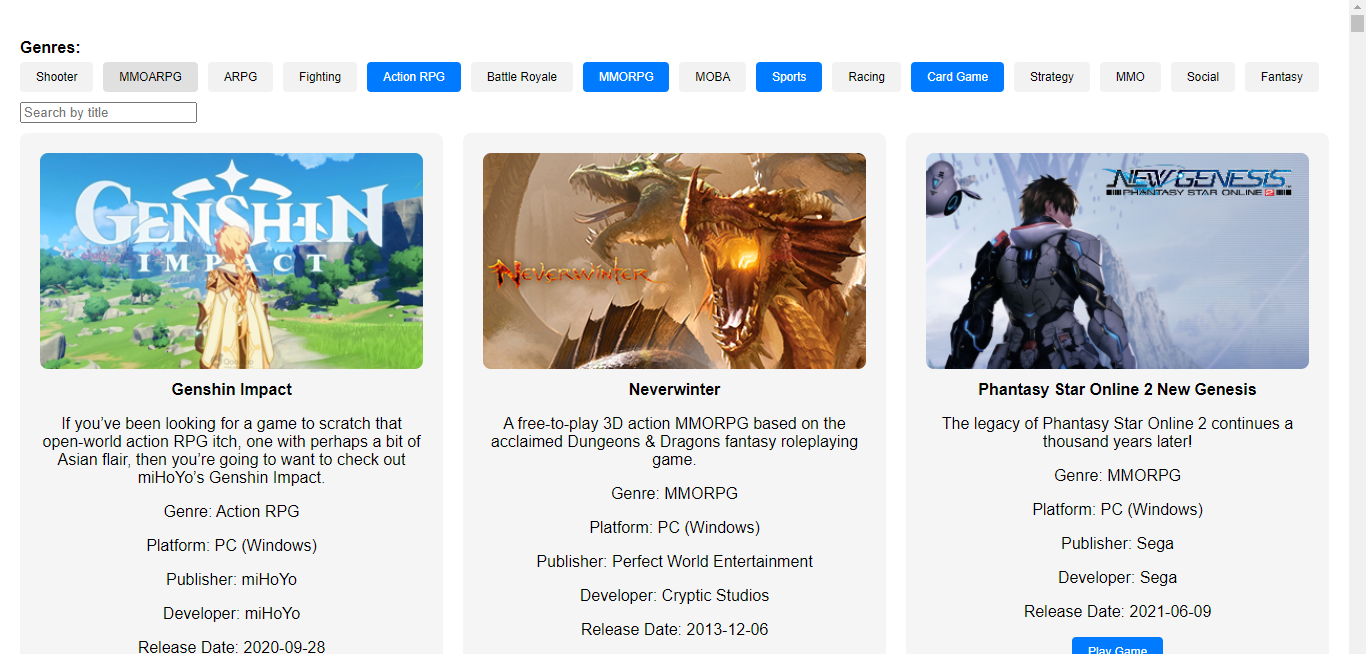 Genres:
Shooter MMOARPG ARPG Fighting Action RPG Battle Royale MMORPG MOBA Sports Racing Card Game Strategy MMO Social Fantasy
Search by title
GENSHIN
IMPACT
Genshin Impact
If you’ve been looking for a game to scratch that
open-world action RPG itch, one with perhaps a bit of
Asian flair, then you’re going to want to check out
miHoYo’s Genshin Impact.
Genre: Action RPG
Platform: PC (Windows)
Publisher: miHoYo
Developer: miHoYo
Release Date: 2020-09-28
NEVERWINTER
Neverwinter
A free-to-play 3D action MMORPG based on the
acclaimed Dungeons & Dragons fantasy roleplaying
game.
Genre: MMORPG
Platform: PC (Windows)
Publisher: Perfect World Entertainment
Developer: Cryptic Studios
Release Date: 2013-12-06
NEW GENESIS
PHANTASY STAR ONLINE 2
Phantasy Star Online 2 New Genesis
The legacy of Phantasy Star Online 2 continues a
thousand years later!
Genre: MMORPG
Platform: PC (Windows)
Publisher: Sega
Developer: Sega
Release Date: 2021-06-09
Play Game